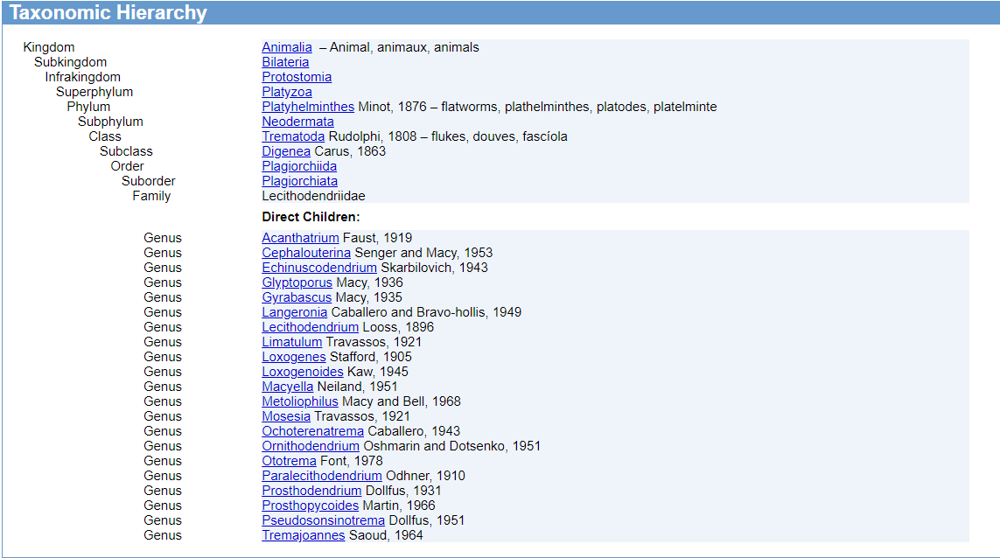 Taxonomic Hierarchy
Kingdom Animalia – Animal, animaux, animals
Subkingdom Bilateria
Infrakingdom Protostomia
Superphylum Platyzoa
Phylum Platyhelminthes Minot, 1876 – flatworms, plathelminthes, platodes, platelminte
Subphylum Neodermata
Class Trematoda Rudolphi, 1808 – flukes, douves, fascíola
Subclass Digenea Carus, 1863
Order Plagiorchiida
Suborder Plagiorchiata
Family Lecithodendriidae
Direct Children:
Genus Acanthatrium Faust, 1919
Genus Cephalouterina Senger and Macy, 1953
Genus Echinuscodendrium Skarbilovich, 1943
Genus Glyptoporus Macy, 1936
Genus Gyrabascus Macy, 1935
Genus Langeronia Caballero and Bravo-hollis, 1949
Genus Lecithodendrium Looss, 1896
Genus Limatulum Travassos, 1921
Genus Loxogenes Stafford, 1905
Genus Loxogenoides Kaw, 1945
Genus Macyella Neiland, 1951
Genus Metoliophilus Macy and Bell, 1968
Genus Mosesia Travassos, 1921
Genus Ochoterenatrema Caballero, 1943
Genus Ornithodendrium Oshmarin and Dotsenko, 1951
Genus Ototrema Font, 1978
Genus Paralecithodendrium Odhner, 1910
Genus Prosthodendrium Dollfus, 1931
Genus Prosthopycoides Martin, 1966
Genus Pseudosonsinotrema Dollfus, 1951
Genus Tremajoannes Saoud, 1964